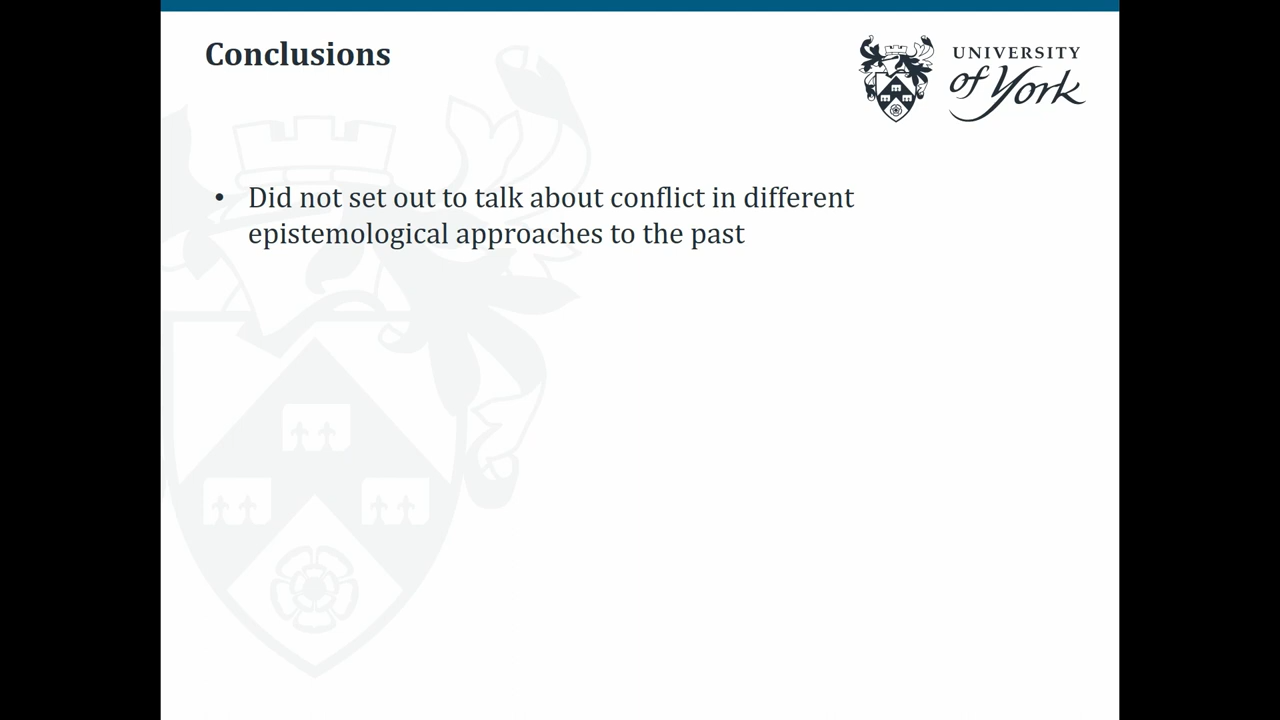 Conclusions
UNIVERSITY
of York
• Did not set out to talk about conflict in different
epistemological approaches to the past